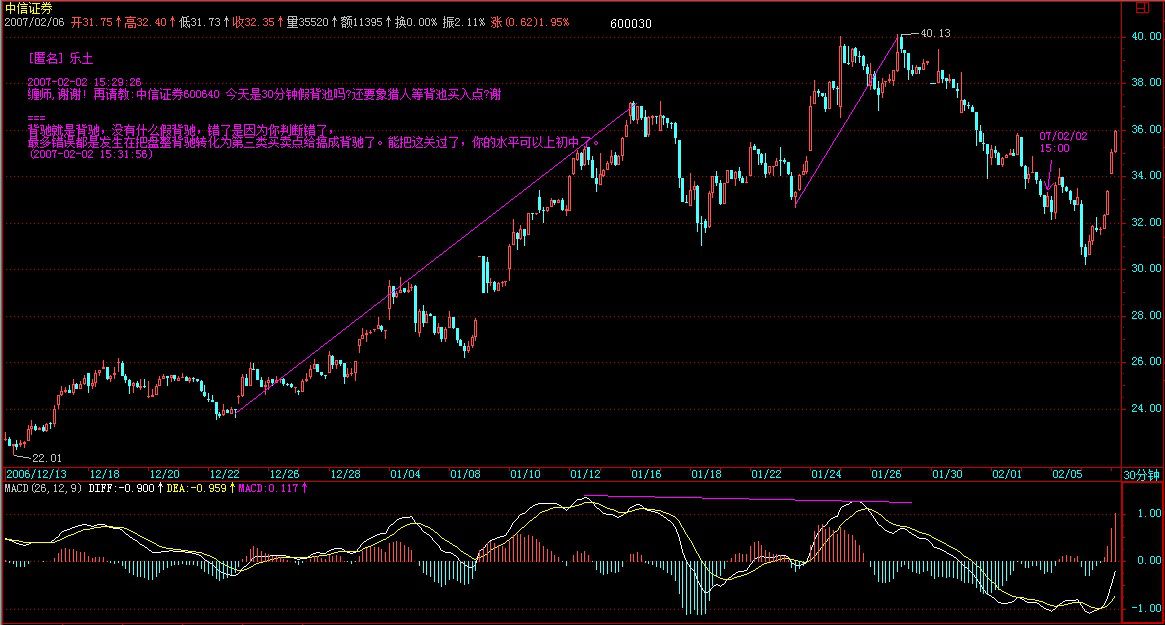 中信证券
2007/02/06 开31.75↑高32.40↑低31.73↑收32.35↑量35520↑额11395↑换0.00% 振2.11% 涨(0.62)1.95%
600030
40.13
40.00
[匿名] 乐土
2007-02-02 15:29:26
38.00
缠师,谢谢! 再请教:中信证券600640 今天是30分钟假背池吗?还要象猎人等背池买入点?谢
===
背驰就是背驰，没有什么假背驰，错了是因为你判断错了，
36.00
最多错误都是发生在把盘整背驰转化为第三类买卖点给搞成背驰了。能把这关过了，你的水平可以上初中了。
(2007-02-02 15:31:56)
07/02/02
15:00
34.00
32.00
30.00
28.00
26.00
24.00
22.01
2006/12/13 12/18 12/20 12/22 12/26 12/28 01/04 01/08 01/10 01/12 01/16 01/18 01/22 01/24 01/26 01/30 02/01 02/05 30分钟
MACD(26,12,9) DIFF:-0.900↑DEA:-0.959↑MACD:0.117↑
1.00
0.00
-1.00